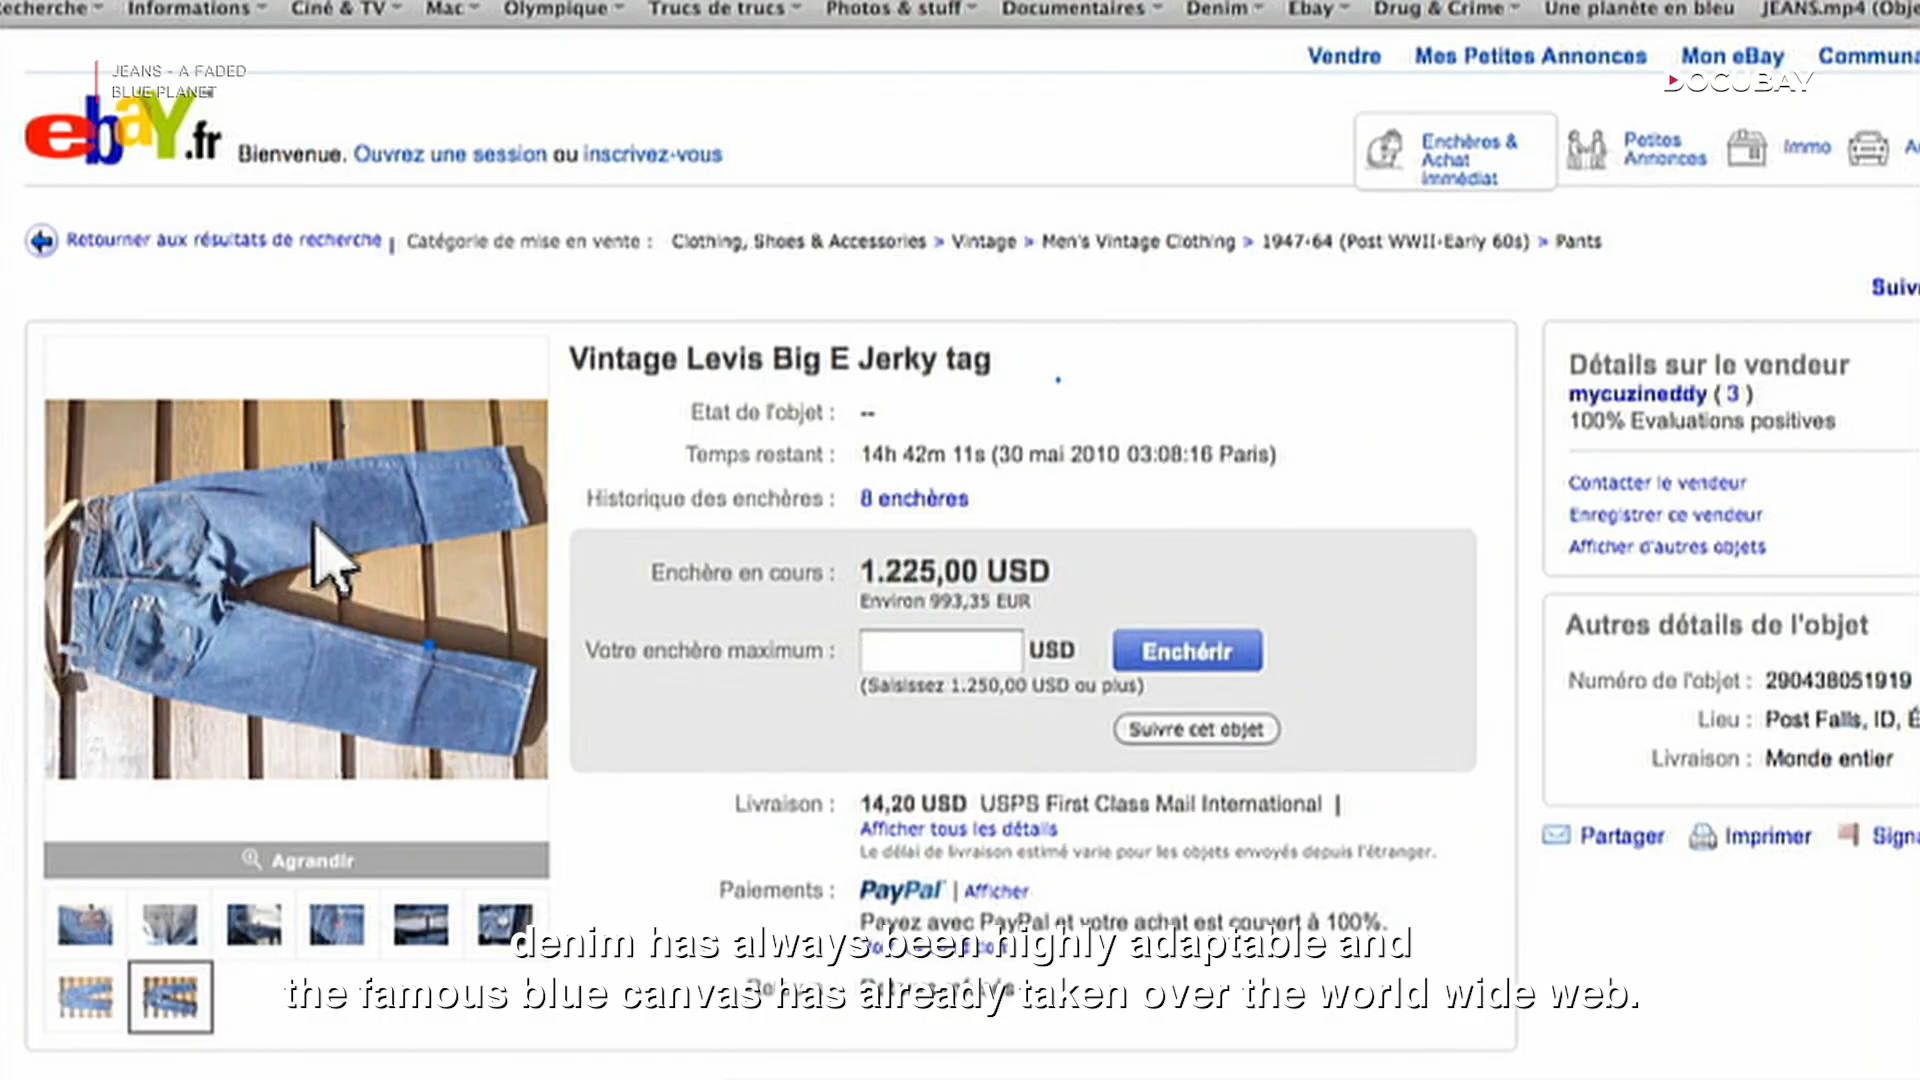 Informations Ciné & TV Mac Olympique Trucs de trucs Photos & stuff Documentaires Denim Ebay Drug & Crime Une planète en bleu JEANS.mp4
Vendre Mes Petites Annonces Mon eBay
JEANS - A FADED
BLUE PLANET
DOCUBAY
ebay.fr
Bienvenue. Ouvrez une session ou inscrivez-vous
Enchères &
Achat
Immédiat
Petites
Annonces
Immo
Retourner aux résultats de recherche | Catégorie de mise en vente : Clothing, Shoes & Accessories > Vintage > Men's Vintage Clothing > 1947-64 (Post WWII-Early 60s) > Pants
Vintage Levis Big E Jerky tag
Etat de l'objet : --
Temps restant : 14h 42m 11s (30 mai 2010 03:08:16 Paris)
Historique des enchères : 8 enchères
Enchère en cours : 1.225,00 USD
Environ 993,35 EUR
Votre enchère maximum : USD Enchérir
(Saisissez 1.250,00 USD ou plus)
Suivre cet objet
Livraison : 14,20 USD USPS First Class Mail International |
Afficher tous les détails
Le délai de livraison estimé varie pour les objets envoyés depuis l'étranger.
Paiements : PayPal | Afficher
Payez avec PayPal et votre achat est couvert à 100%.
Agrandir
Détails sur le vendeur
mycuzineddy ( 3 )
100% Evaluations positives
Contacter le vendeur
Enregistrer ce vendeur
Afficher d'autres objets
Autres détails de l'objet
Numéro de l'objet : 290438051919
Lieu : Post Falls, ID,
Livraison : Monde entier
Partager Imprimer
denim has always been highly adaptable and
the famous blue canvas has already taken over the world wide web.